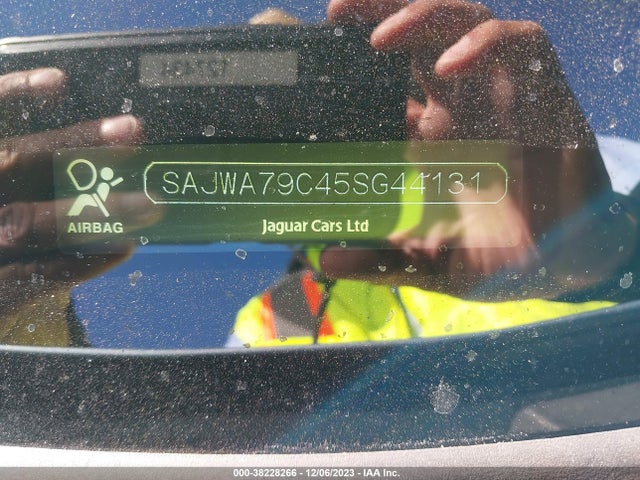 SAJWA79C45SG44131
AIRBAG
Jaguar Cars Ltd
000-38228266 - 12/06/2023 - IAA Inc.